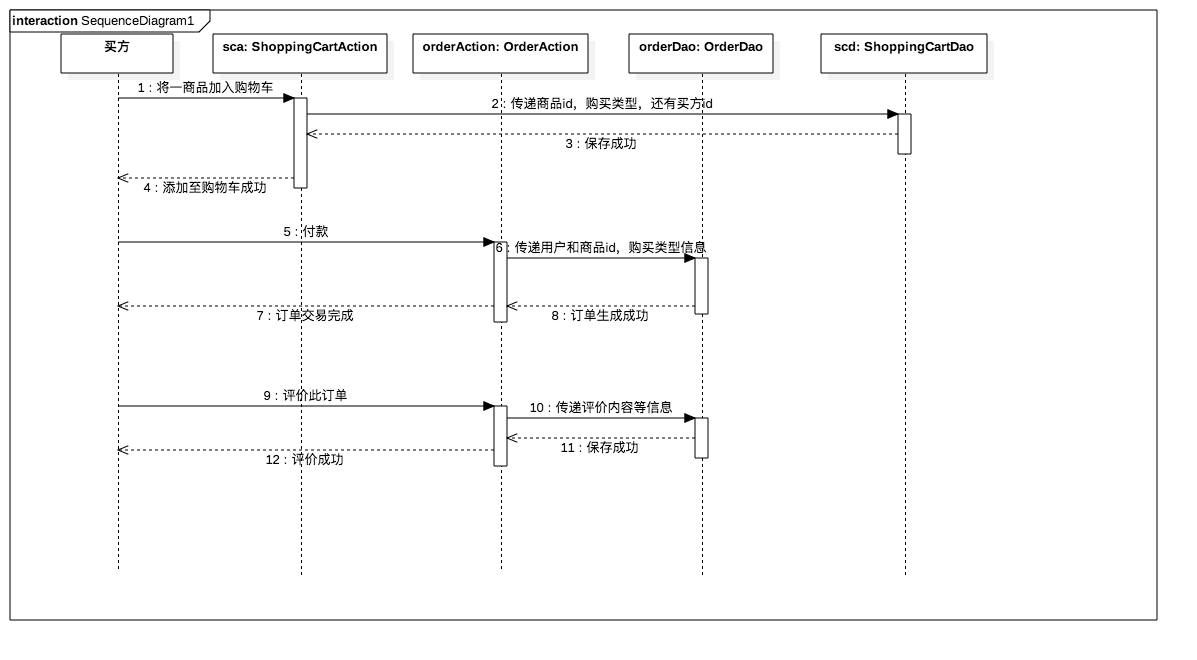 interaction SequenceDiagram1
买方
sca: ShoppingCartAction
orderAction: OrderAction
orderDao: OrderDao
scd: ShoppingCartDao
1 : 将一商品加入购物车
2 : 传递商品id，购买类型，还有买方id
3 : 保存成功
4 : 添加至购物车成功
5 : 付款
6 : 传递用户和商品id，购买类型信息
7 : 订单交易完成
8 : 订单生成成功
9 : 评价此订单
10 : 传递评价内容等信息
11 : 保存成功
12 : 评价成功